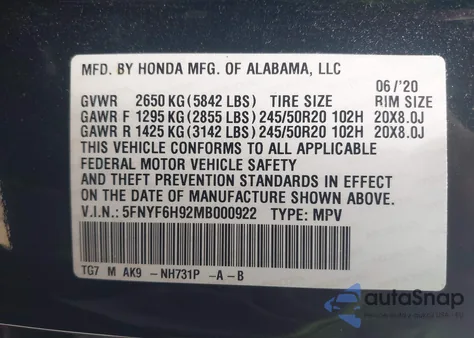 MFD. BY HONDA MFG. OF ALABAMA, LLC
06/'20
GVWR 2650 KG (5842 LBS) TIRE SIZE RIM SIZE
GAWR F 1295 KG (2855 LBS) 245/50R20 102H 20X8.0J
GAWR R 1425 KG (3142 LBS) 245/50R20 102H 20X8.0J
THIS VEHICLE CONFORMS TO ALL APPLICABLE
FEDERAL MOTOR VEHICLE SAFETY
AND THEFT PREVENTION STANDARDS IN EFFECT
ON THE DATE OF MANUFACTURE SHOWN ABOVE.
V.I.N.: 5FNYF6H92MB000922 TYPE: MPV
TG7 M AK9 -NH731P -A-B
autoSnap